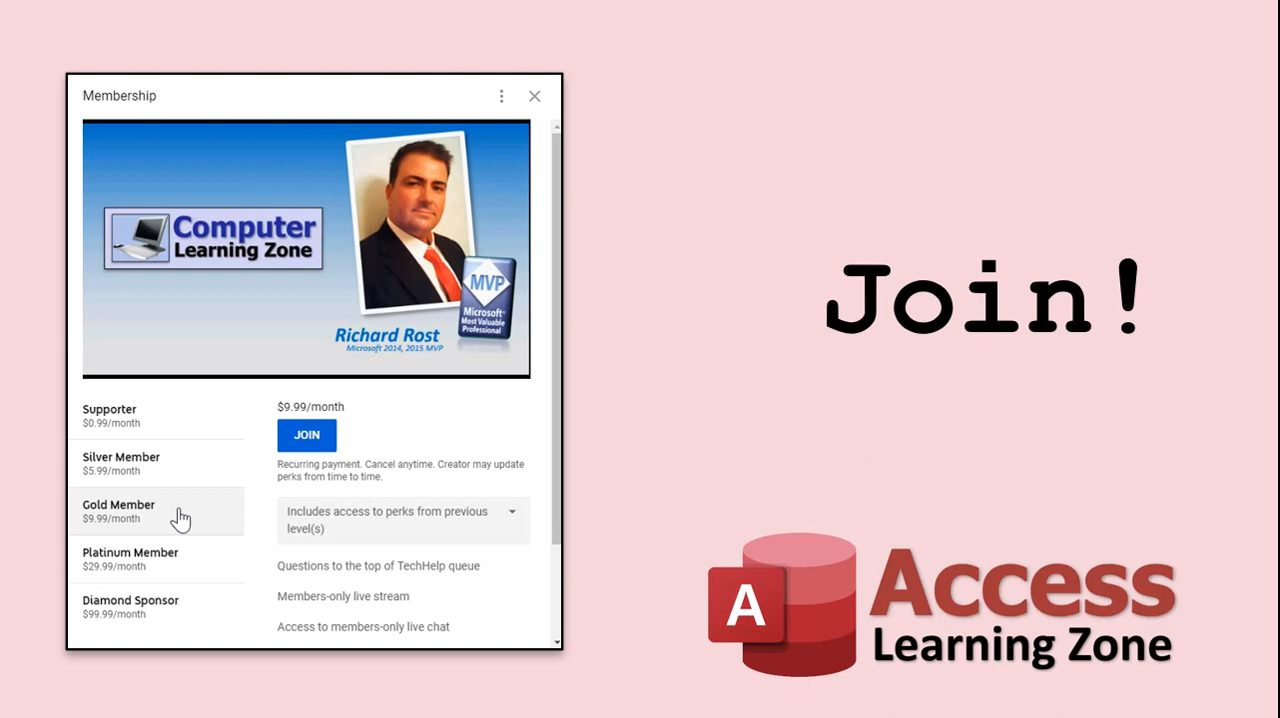 Membership
Computer
Learning Zone
MVP
Microsoft®
Most Valuable
Professional
Richard Rost
Microsoft 2014, 2015 MVP
Supporter
$0.99/month
Silver Member
$5.99/month
Gold Member
$9.99/month
Platinum Member
$29.99/month
Diamond Sponsor
$99.99/month
$9.99/month
JOIN
Recurring payment. Cancel anytime. Creator may update
perks from time to time.
Includes access to perks from previous
level(s)
Questions to the top of TechHelp queue
Members-only live stream
Access to members-only live chat
Join!
A
Access
Learning Zone